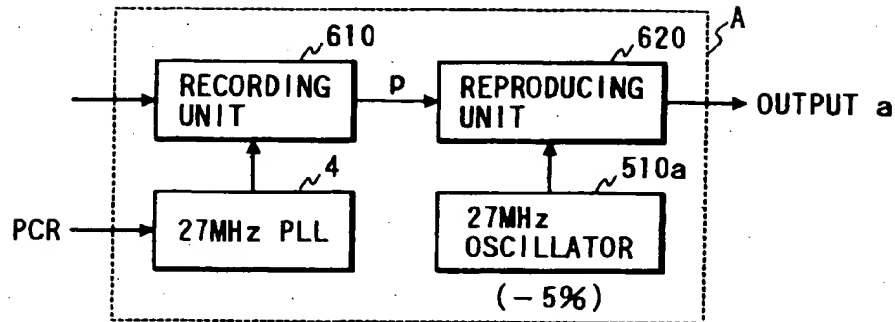 A
610
620
RECORDING
UNIT
p
REPRODUCING
UNIT
OUTPUT a
4
510a
PCR
27MHz PLL
27MHz
OSCILLATOR
(-5%)